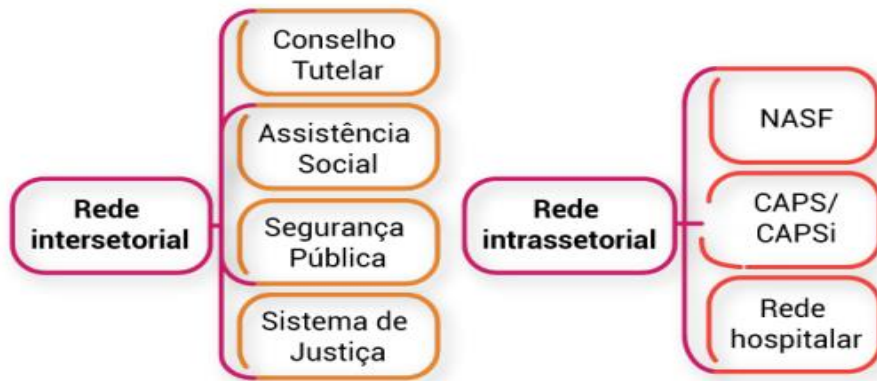 Rede
intersetorial
Conselho
Tutelar
Assistência
Social
Segurança
Pública
Sistema de
Justiça
Rede
intrassetorial
NASF
CAPS/
CAPSi
Rede
hospitalar